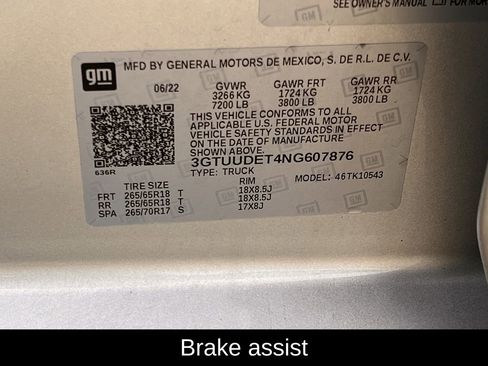 SEE OWNER'S MANUAL
FOR M
gm
MFD BY GENERAL MOTORS DE MEXICO, S. DE R.L. DE C.V.
06/22 GVWR GAWR FRT GAWR RR
3266 KG 1724 KG 1724 KG
7200 LB 3800 LB 3800 LB
THIS VEHICLE CONFORMS TO ALL
APPLICABLE U.S. FEDERAL MOTOR
VEHICLE SAFETY STANDARDS IN EFFECT ON
THE DATE OF MANUFACTURE SHOWN ABOVE.
3GTUUDET4NG607876
636R
TYPE: TRUCK MODEL: 46TK10543
TIRE SIZE RIM
FRT 265/65R18 T 18X8.5J
RR 265/65R18 T 18X8.5J
SPA 265/70R17 S 17X8J
Brake assist